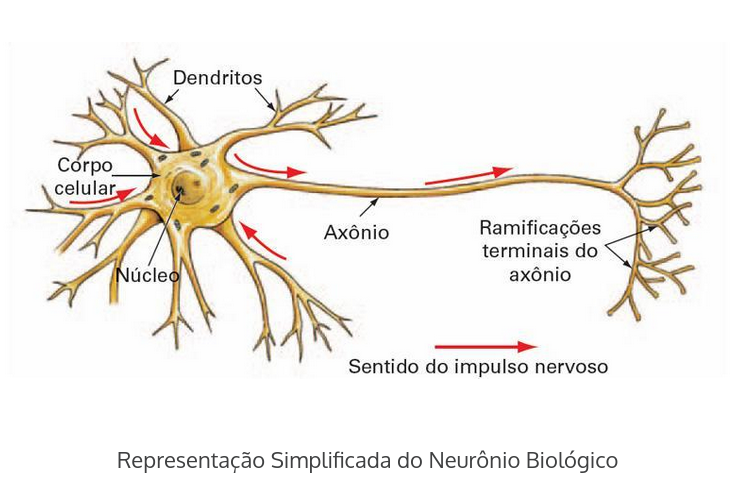 Dendritos
Corpo
celular
Núcleo
Axônio
Ramificações
terminais do
axônio
Sentido do impulso nervoso
Representação Simplificada do Neurônio Biológico